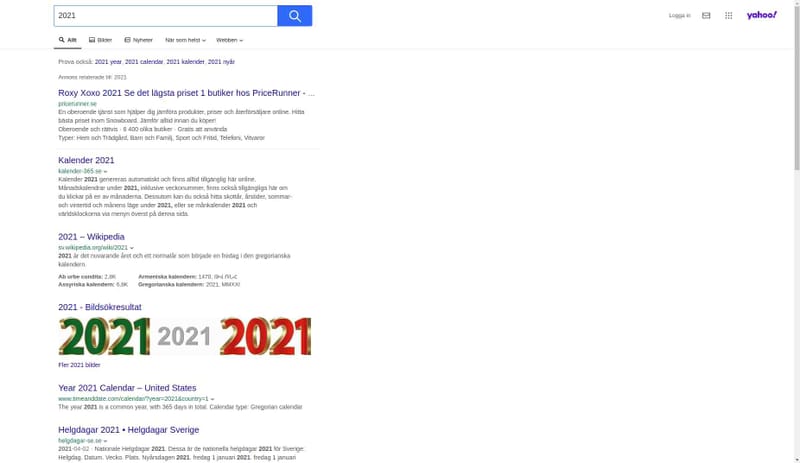 2021
Logga in
yahoo!
Allt
Bilder
Nyheter
När som helst
Webben
Prova också: 2021 year, 2021 calendar, 2021 kalender, 2021 nyår
Annons relaterade till: 2021
Roxy Xoxo 2021 Se det lägsta priset 1 butiker hos PriceRunner - ...
pricerunner.se
En oberoende tjänst som hjälper dig jämföra produkter, priser och återförsäljare online. Hitta
bästa priset inom Snowboard. Jämför alltid innan du köper!
Oberoende och rättvis · 6 400 olika butiker · Gratis att använda
Typer: Hem och Trädgård, Barn och Familj, Sport och Fritid, Telefoni, Vitvaror
Kalender 2021
kalender-365.se
Kalender 2021 genereras automatiskt och finns alltid tillgänglig här online.
Månadskalendrar under 2021, inklusive veckonummer, finns också tillgängliga här om
du klickar på er av månaderna. Dessutom kan du också hitta skottår, årstider, sommar-
och vintertid och månens läge under 2021, eller se månkalender 2021 och
världsklockorna via menyn överst på denna sida.
2021 – Wikipedia
sv.wikipedia.org/wiki/2021
2021 är det nuvarande året och ett normalår som började en fredag i den gregorianska
kalendern.
Ab urbe condita: 2,8K
Armeniska kalendern: 1470,
Assyriska kalendern: 6,8K
Gregorianska kalendern: 2021, MMXXI
2021 - Bildsökresultat
2021
2021
2021
Fler 2021 bilder
Year 2021 Calendar – United States
www.timeanddate.com/calendar/?year=2021&country=1
The year 2021 is a common year, with 365 days in total. Calendar type: Gregorian calendar
Helgdagar 2021 • Helgdagar Sverige
helgdagar-se.se
2021-04-02 · Nationale Helgdagar 2021. Dessa är de nationella helgdagar 2021 för Sverige:
Helgdag. Datum. Vecko. Plats. Nyårsdagen 2021. fredag 1 januari 2021. fredag 1 januari